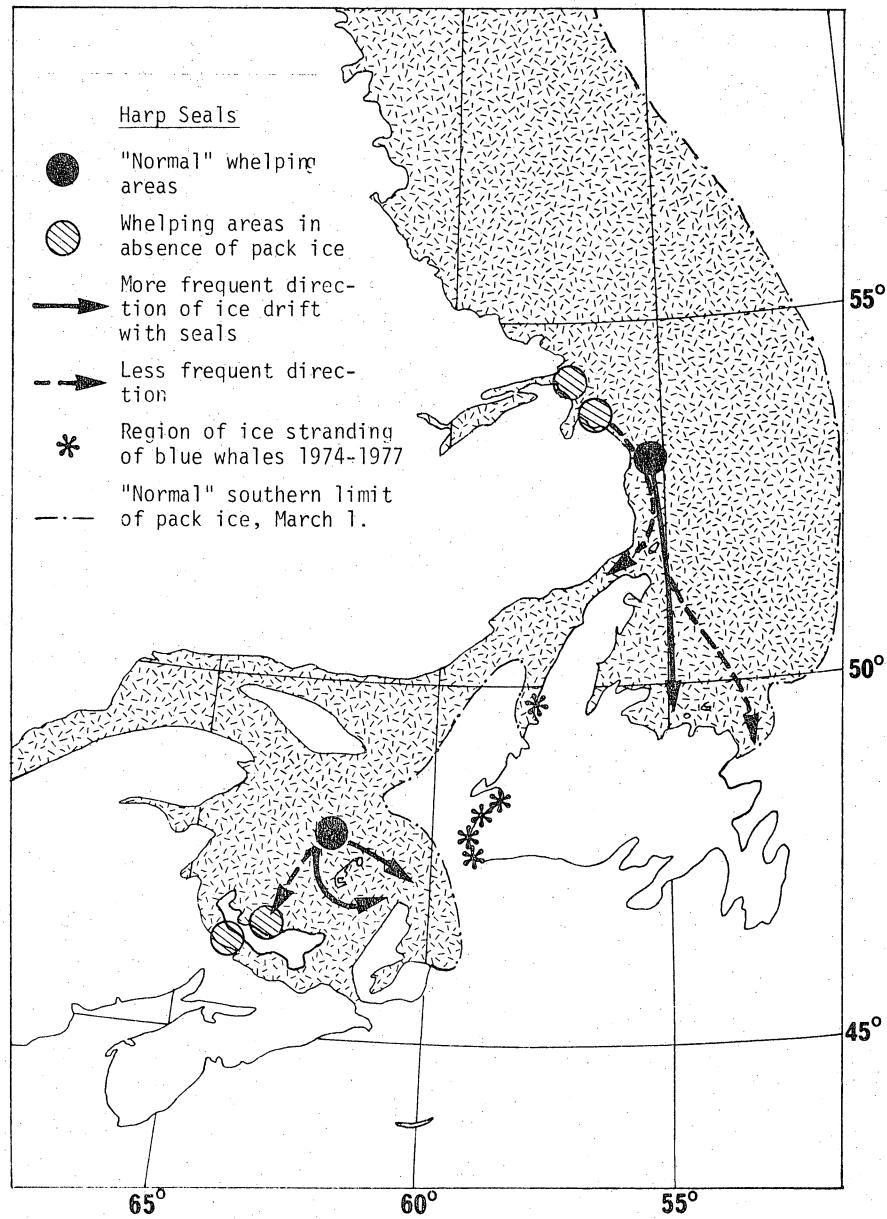 Harp Seals
"Normal" whelping
areas
Whelping areas in
absence of pack ice
More frequent direc-
tion of ice drift
with seals
Less frequent direc-
tion
Region of ice stranding
of blue whales 1974-1977
"Normal" southern limit
of pack ice, March 1.
55°
50°
45°
65°
60°
55°